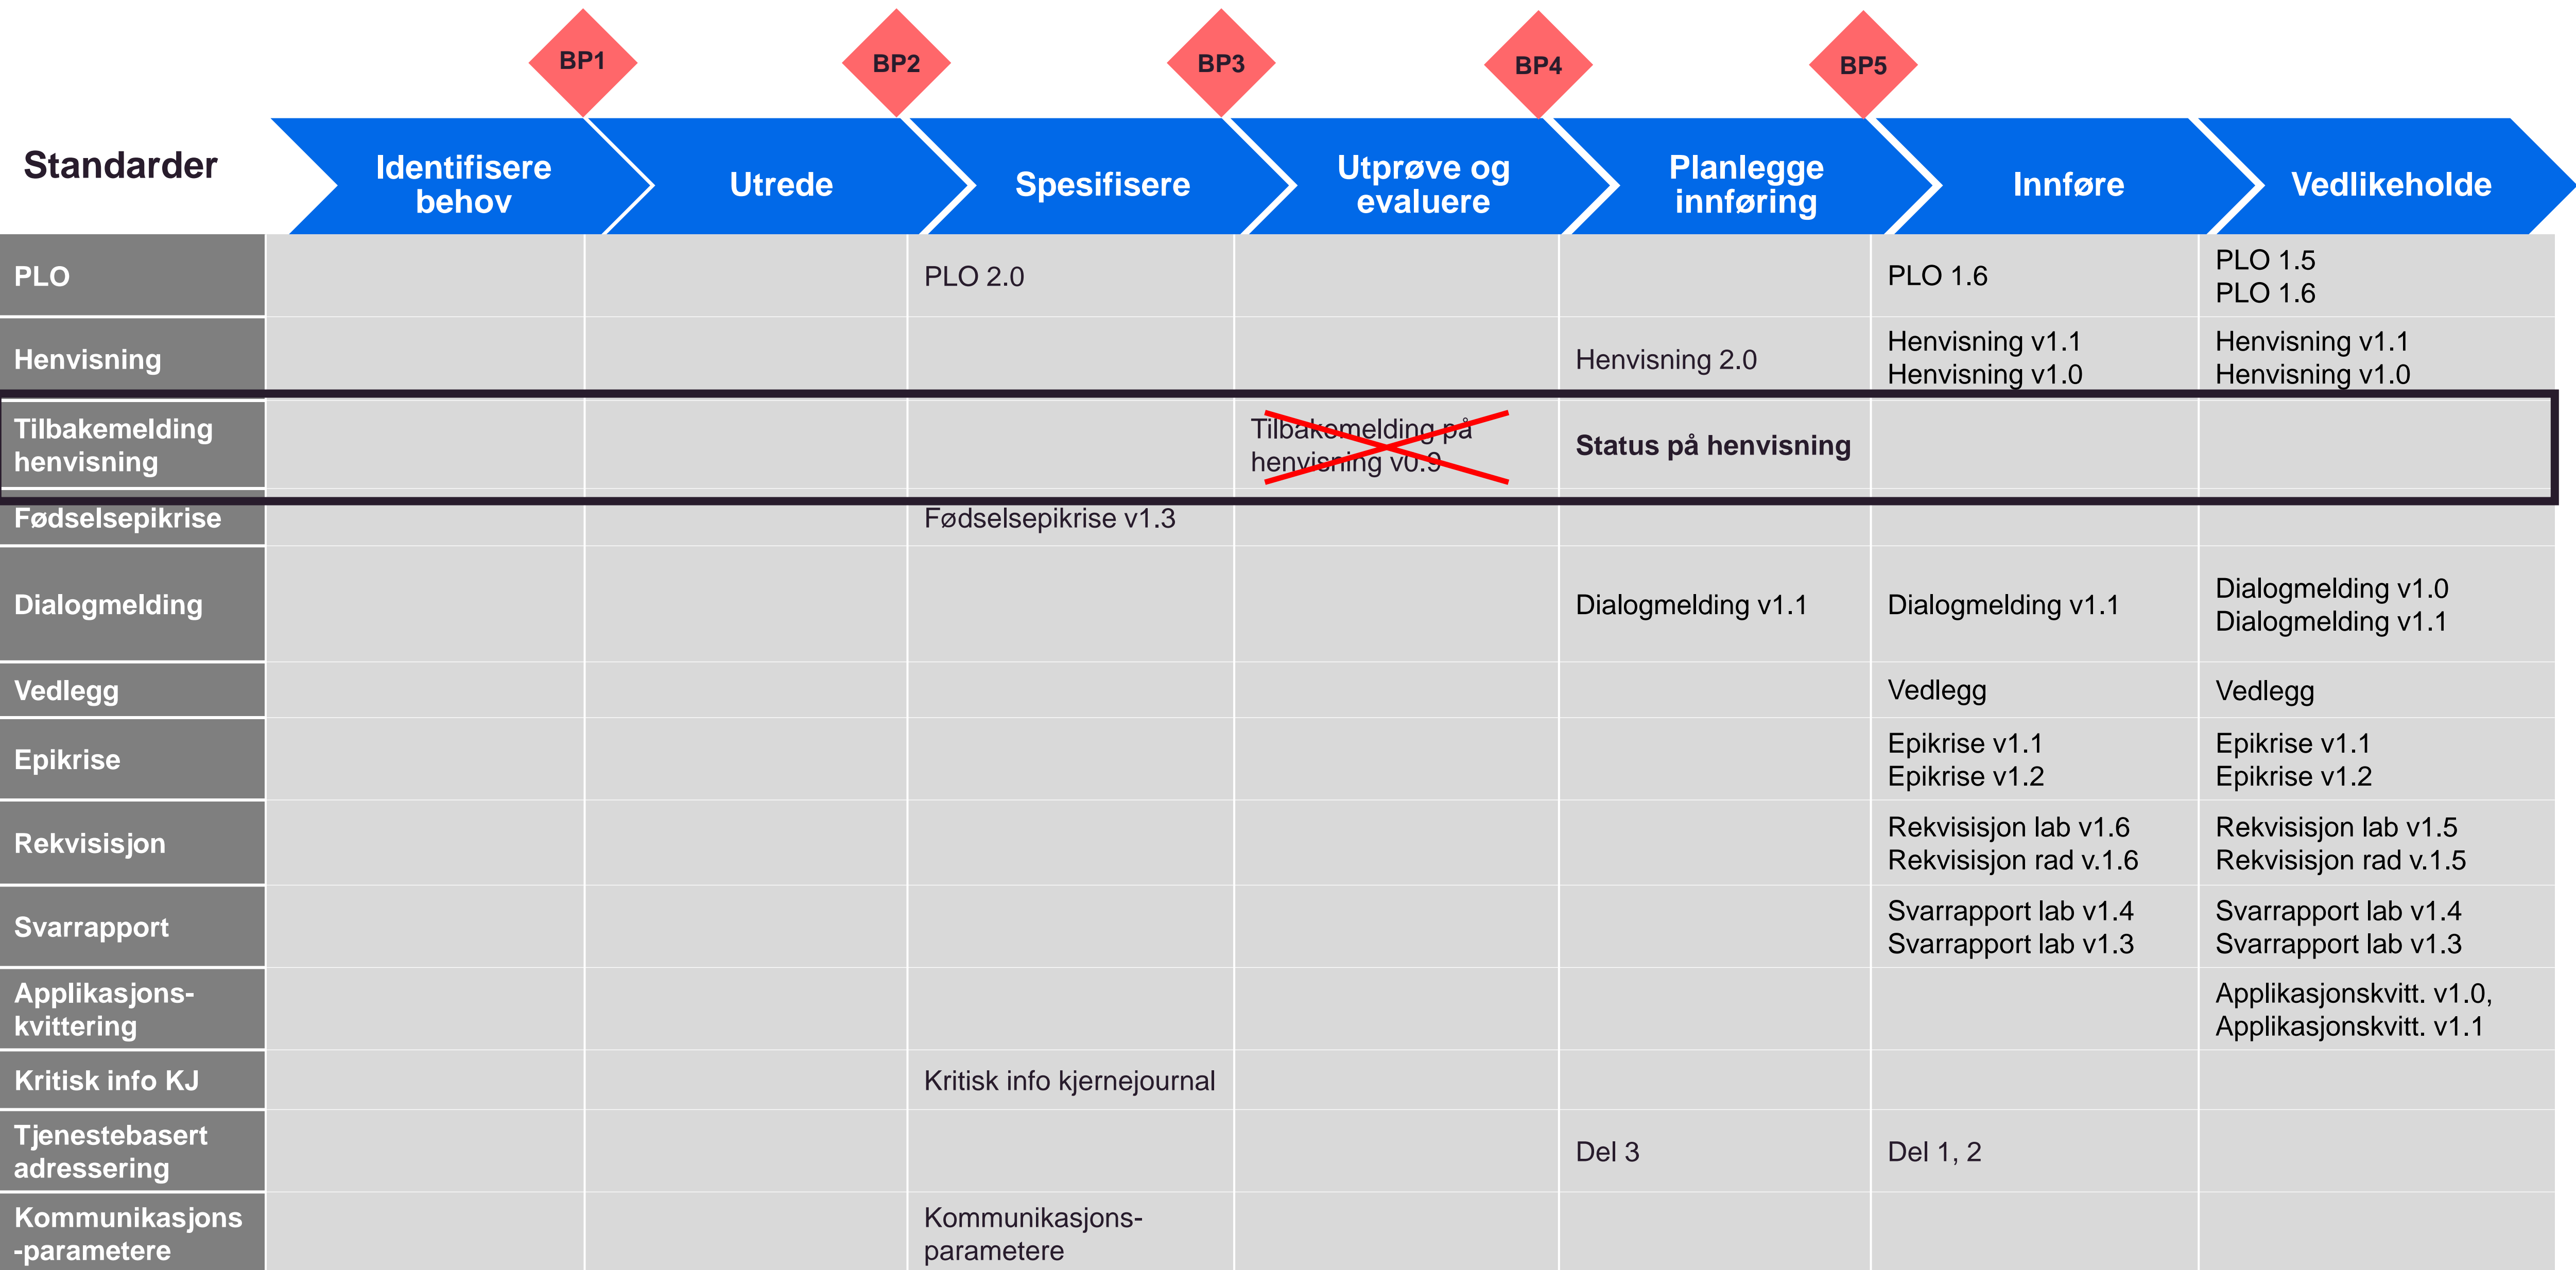 BP1
BP2
BP3
BP4
BP5
Standarder
Identifisere
behov
Utrede
Spesifisere
Utprøve og
evaluere
Planlegge
innføring
Innføre
Vedlikeholde
PLO
PLO 2.0
PLO 1.6
PLO 1.5
PLO 1.6
Henvisning
Henvisning 2.0
Henvisning v1.1
Henvisning v1.0
Henvisning v1.1
Henvisning v1.0
Tilbakemelding
henvisning
Tilbakemelding på
henvisning v0.9
Status på henvisning
Fødselsepikrise
Fødselsepikrise v1.3
Dialogmelding
Dialogmelding v1.1
Dialogmelding v1.1
Dialogmelding v1.0
Dialogmelding v1.1
Vedlegg
Vedlegg
Vedlegg
Epikrise
Epikrise v1.1
Epikrise v1.2
Epikrise v1.1
Epikrise v1.2
Rekvisisjon
Rekvisisjon lab v1.6
Rekvisisjon rad v.1.6
Rekvisisjon lab v1.5
Rekvisisjon rad v.1.5
Svarrapport
Svarrapport lab v1.4
Svarrapport lab v1.3
Svarrapport lab v1.4
Svarrapport lab v1.3
Applikasjons-
kvittering
Applikasjonskvitt. v1.0,
Applikasjonskvitt. v1.1
Kritisk info KJ
Kritisk info kjernejournal
Tjenestebasert
adressering
Del 3
Del 1, 2
Kommunikasjons
-parametere
Kommunikasjons-
parametere